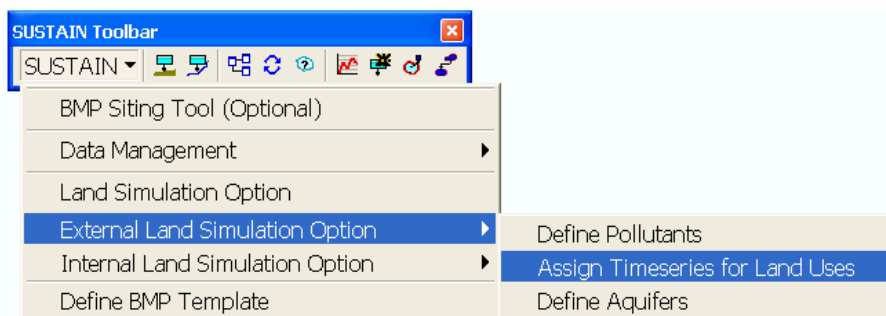 SUSTAIN Toolbar
SUSTAIN
BMP Siting Tool (Optional)
Data Management
Land Simulation Option
External Land Simulation Option
Define Pollutants
Internal Land Simulation Option
Assign Timeseries for Land Uses
Define BMP Template
Define Aquifers